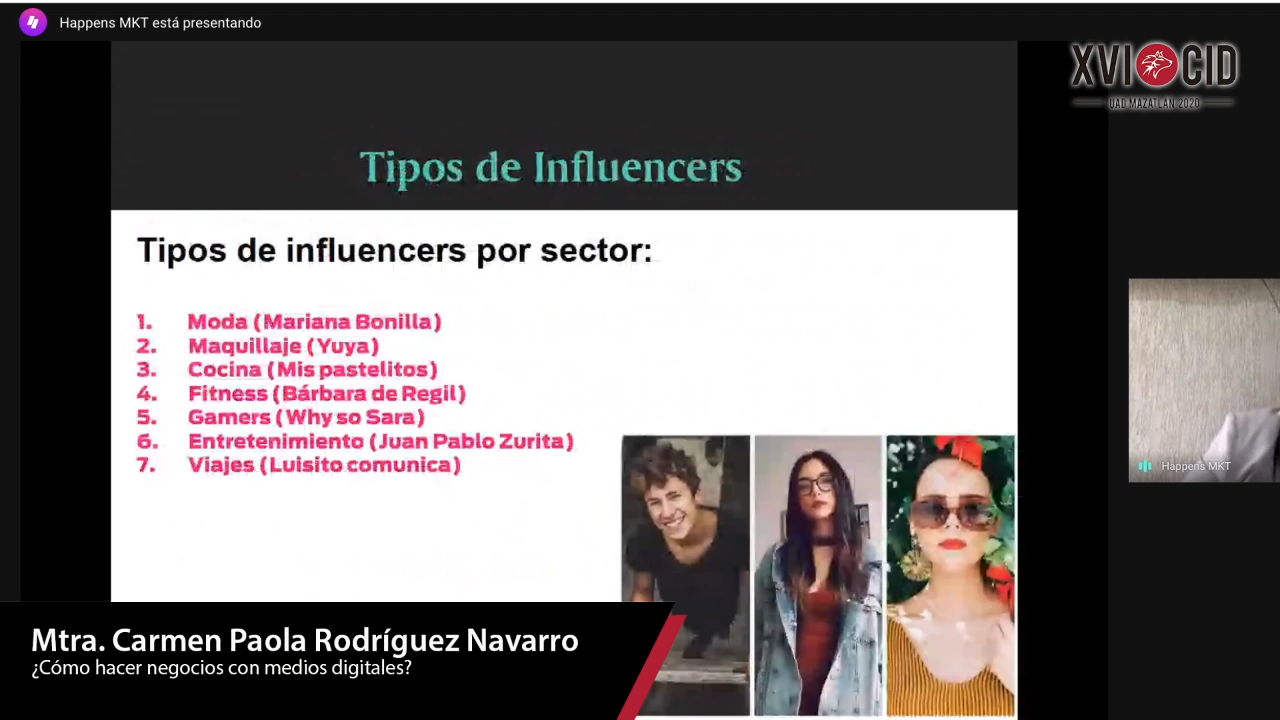 Happens MKT está presentando
XVI CID
UAD MAZATLÁN 2020
Tipos de Influencers
Tipos de influencers por sector:
1. Moda (Mariana Bonilla)
2. Maquillaje (Yuya)
3. Cocina (Mis pastelitos)
4. Fitness (Bárbara de Regil)
5. Gamers (Why so Sara)
6. Entretenimiento (Juan Pablo Zurita)
7. Viajes (Luisito comunica)
Happens MKT
Mtra. Carmen Paola Rodríguez Navarro
¿Cómo hacer negocios con medios digitales?